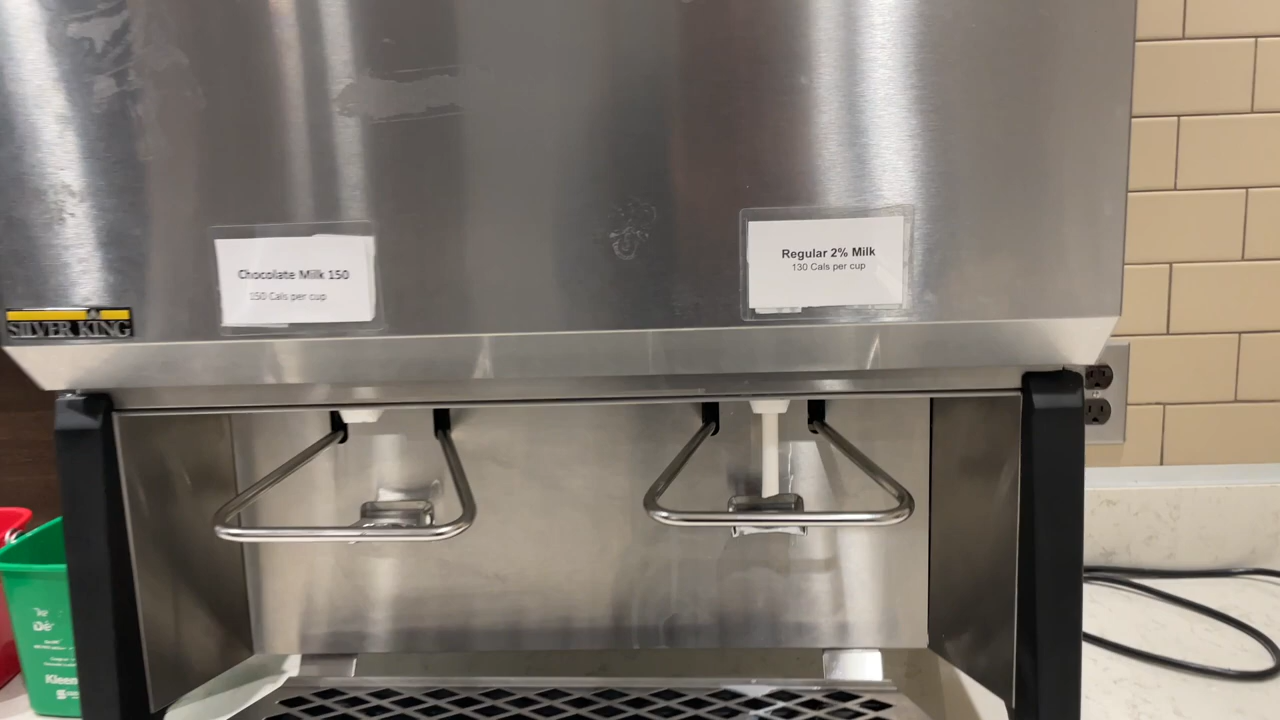 Chocolate Milk 150
150 Cals per cup
Regular 2% Milk
130 Cals per cup
SILVER KING